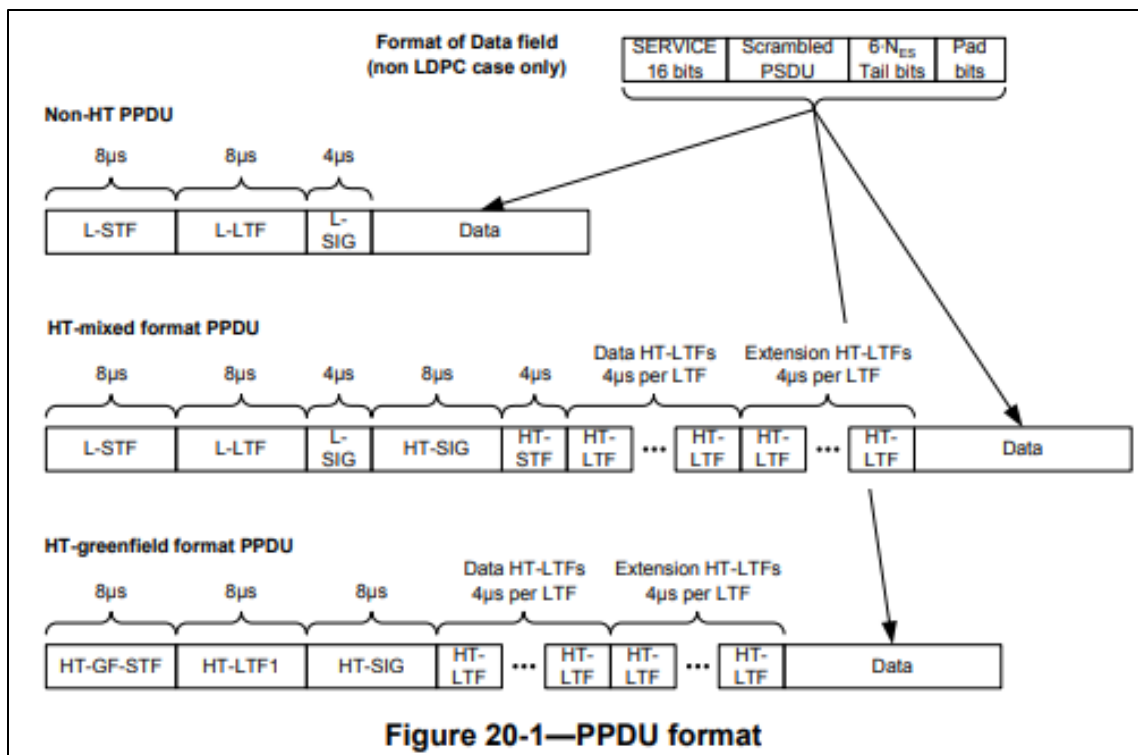 Format of Data field
(non LDPC case only)
SERVICE 16 bits
Scrambled PSDU
6·N_ES Tail bits
Pad bits
Non-HT PPDU
8µs 8µs 4µs
L-STF L-LTF L-SIG Data
HT-mixed format PPDU
Data HT-LTFs 4µs per LTF
Extension HT-LTFs 4µs per LTF
8µs 8µs 4µs 8µs 4µs
L-STF L-LTF L-SIG HT-SIG HT-STF HT-LTF ••• HT-LTF HT-LTF ••• HT-LTF Data
HT-greenfield format PPDU
Data HT-LTFs 4µs per LTF
Extension HT-LTFs 4µs per LTF
8µs 8µs 8µs
HT-GF-STF HT-LTF1 HT-SIG HT-LTF ••• HT-LTF HT-LTF ••• HT-LTF Data
Figure 20-1—PPDU format